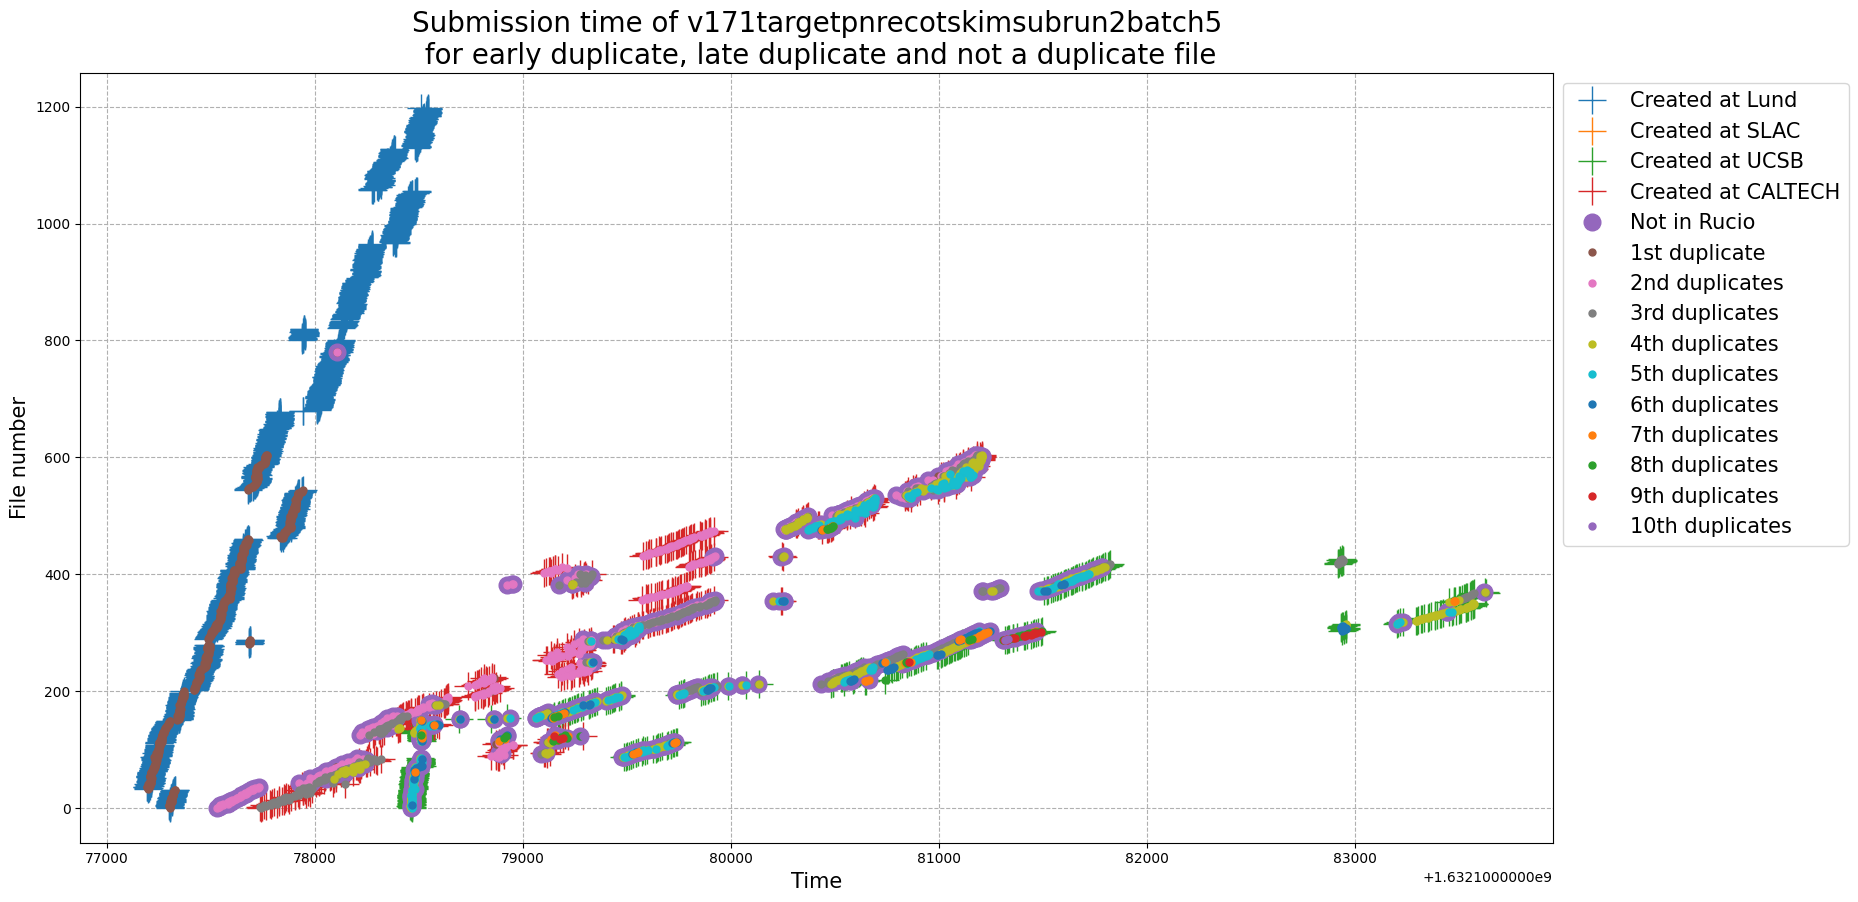 Submission time of v171targetpnrecotskimsubrun2batch5
for early duplicate, late duplicate and not a duplicate file
File number
1200
1000
800
600
400
200
0
77000
78000
79000
80000
81000
82000
83000
Time
+1.6321000000e9
Created at Lund
Created at SLAC
Created at UCSB
Created at CALTECH
Not in Rucio
1st duplicate
2nd duplicates
3rd duplicates
4th duplicates
5th duplicates
6th duplicates
7th duplicates
8th duplicates
9th duplicates
10th duplicates